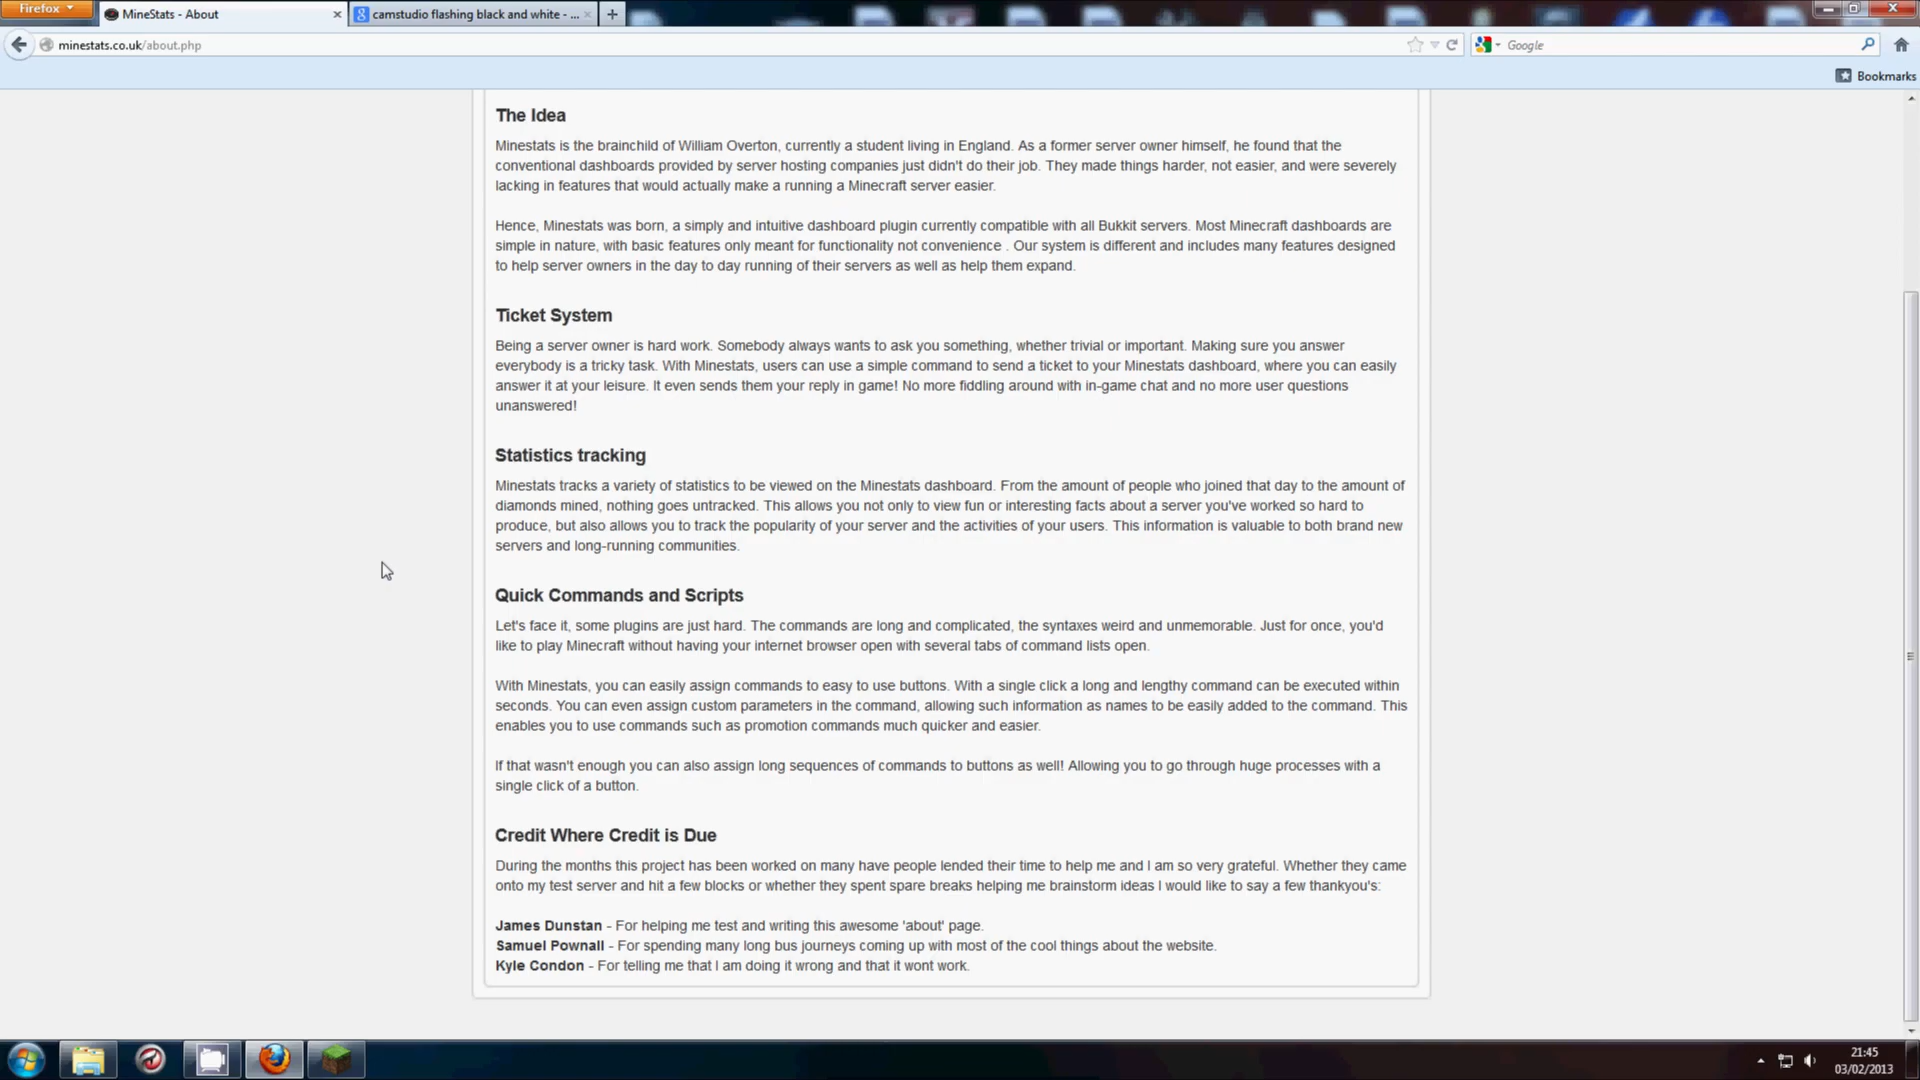 Firefox
MineStats - About
camstudio flashing black and white - ...
minestats.co.uk/about.php
Google
Bookmarks
The Idea
Minestats is the brainchild of William Overton, currently a student living in England. As a former server owner himself, he found that the
conventional dashboards provided by server hosting companies just didn't do their job. They made things harder, not easier, and were severely
lacking in features that would actually make a running a Minecraft server easier.
Hence, Minestats was born, a simply and intuitive dashboard plugin currently compatible with all Bukkit servers. Most Minecraft dashboards are
simple in nature, with basic features only meant for functionality not convenience . Our system is different and includes many features designed
to help server owners in the day to day running of their servers as well as help them expand.
Ticket System
Being a server owner is hard work. Somebody always wants to ask you something, whether trivial or important. Making sure you answer
everybody is a tricky task. With Minestats, users can use a simple command to send a ticket to your Minestats dashboard, where you can easily
answer it at your leisure. It even sends them your reply in game! No more fiddling around with in-game chat and no more user questions
unanswered!
Statistics tracking
Minestats tracks a variety of statistics to be viewed on the Minestats dashboard. From the amount of people who joined that day to the amount of
diamonds mined, nothing goes untracked. This allows you not only to view fun or interesting facts about a server you've worked so hard to
produce, but also allows you to track the popularity of your server and the activities of your users. This information is valuable to both brand new
servers and long-running communities.
Quick Commands and Scripts
Let's face it, some plugins are just hard. The commands are long and complicated, the syntaxes weird and unmemorable. Just for once, you'd
like to play Minecraft without having your internet browser open with several tabs of command lists open.
With Minestats, you can easily assign commands to easy to use buttons. With a single click a long and lengthy command can be executed within
seconds. You can even assign custom parameters in the command, allowing such information as names to be easily added to the command. This
enables you to use commands such as promotion commands much quicker and easier.
If that wasn't enough you can also assign long sequences of commands to buttons as well! Allowing you to go through huge processes with a
single click of a button.
Credit Where Credit is Due
During the months this project has been worked on many have people lended their time to help me and I am so very grateful. Whether they came
onto my test server and hit a few blocks or whether they spent spare breaks helping me brainstorm ideas I would like to say a few thankyou's:
James Dunstan - For helping me test and writing this awesome 'about' page.
Samuel Pownall - For spending many long bus journeys coming up with most of the cool things about the website.
Kyle Condon - For telling me that I am doing it wrong and that it wont work.
21:45
03/02/2013